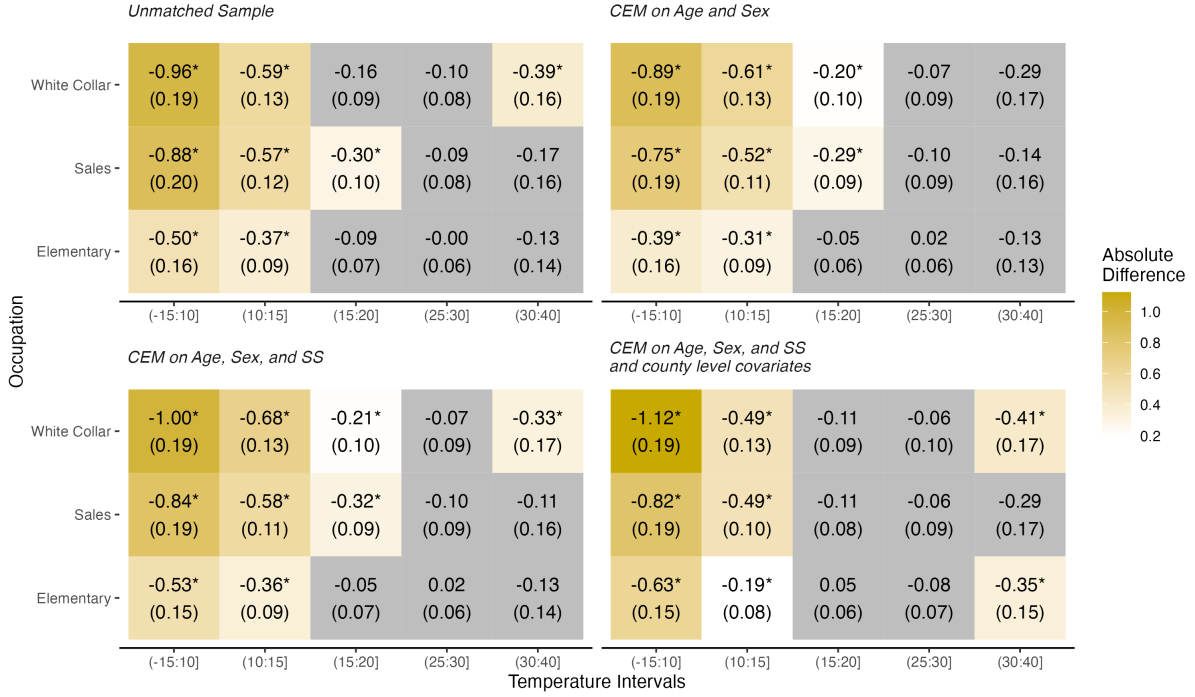 Unmatched Sample
CEM on Age and Sex
White Collar
-0.96* -0.59* -0.16 -0.10 -0.39*
(0.19) (0.13) (0.09) (0.08) (0.16)
-0.89* -0.61* -0.20* -0.07 -0.29
(0.19) (0.13) (0.10) (0.09) (0.17)
Sales
-0.88* -0.57* -0.30* -0.09 -0.17
(0.20) (0.12) (0.10) (0.08) (0.16)
-0.75* -0.52* -0.29* -0.10 -0.14
(0.19) (0.11) (0.09) (0.09) (0.16)
Elementary
-0.50* -0.37* -0.09 -0.00 -0.13
(0.16) (0.09) (0.07) (0.06) (0.14)
-0.39* -0.31* -0.05 0.02 -0.13
(0.16) (0.09) (0.06) (0.06) (0.13)
(-15:10] (10:15] (15:20] (25:30] (30:40]
(-15:10] (10:15] (15:20] (25:30] (30:40]
CEM on Age, Sex, and SS
CEM on Age, Sex, and SS
and county level covariates
White Collar
-1.00* -0.68* -0.21* -0.07 -0.33*
(0.19) (0.13) (0.10) (0.09) (0.17)
-1.12* -0.49* -0.11 -0.06 -0.41*
(0.19) (0.13) (0.09) (0.10) (0.17)
Sales
-0.84* -0.58* -0.32* -0.10 -0.11
(0.19) (0.11) (0.09) (0.09) (0.16)
-0.82* -0.49* -0.11 -0.06 -0.29
(0.19) (0.10) (0.08) (0.09) (0.17)
Elementary
-0.53* -0.36* -0.05 0.02 -0.13
(0.15) (0.09) (0.07) (0.06) (0.14)
-0.63* -0.19* 0.05 -0.08 -0.35*
(0.15) (0.08) (0.06) (0.07) (0.15)
(-15:10] (10:15] (15:20] (25:30] (30:40]
(-15:10] (10:15] (15:20] (25:30] (30:40]
Temperature Intervals
Occupation
Absolute
Difference
1.0
0.8
0.6
0.4
0.2